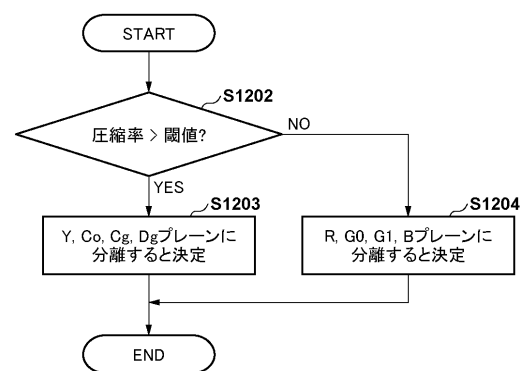 START
S1202
圧縮率 > 閾値?
NO
YES
S1203
Y, Co, Cg, Dgプレーンに
分離すると決定
S1204
R, G0, G1, Bプレーンに
分離すると決定
END